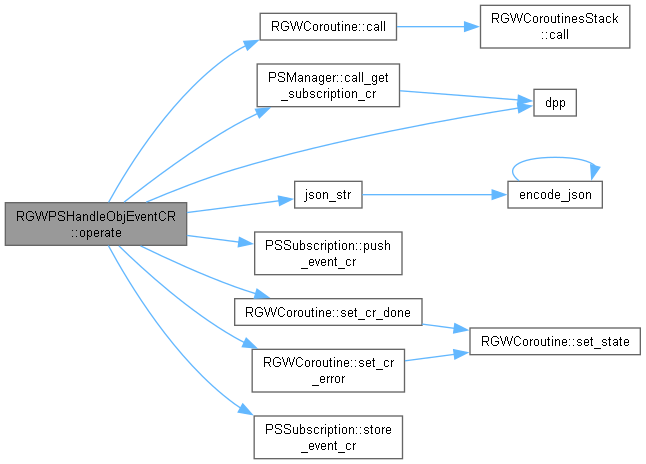 RGWCoroutine::call
RGWCoroutinesStack
::call
PSManager::call_get
_subscription_cr
dpp
RGWPSHandleObjEventCR
::operate
json_str
encode_json
PSSubscription::push
_event_cr
RGWCoroutine::set_cr_done
RGWCoroutine::set_state
RGWCoroutine::set_cr
_error
PSSubscription::store
_event_cr